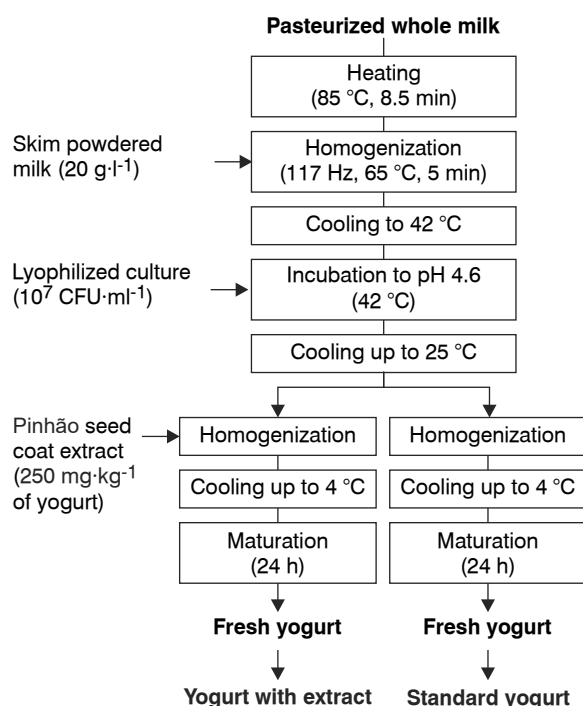 Pasteurized whole milk
Heating
(85 °C, 8.5 min)
Skim powdered
milk (20 g·l-1)
Homogenization
(117 Hz, 65 °C, 5 min)
Cooling to 42 °C
Lyophilized culture
(10⁷ CFU·ml-1)
Incubation to pH 4.6
(42 °C)
Cooling up to 25 °C
Pinhão seed
coat extract
(250 mg·kg-1
of yogurt)
Homogenization
Homogenization
Cooling up to 4 °C
Cooling up to 4 °C
Maturation
(24 h)
Maturation
(24 h)
Fresh yogurt
Fresh yogurt
Yogurt with extract
Standard yogurt